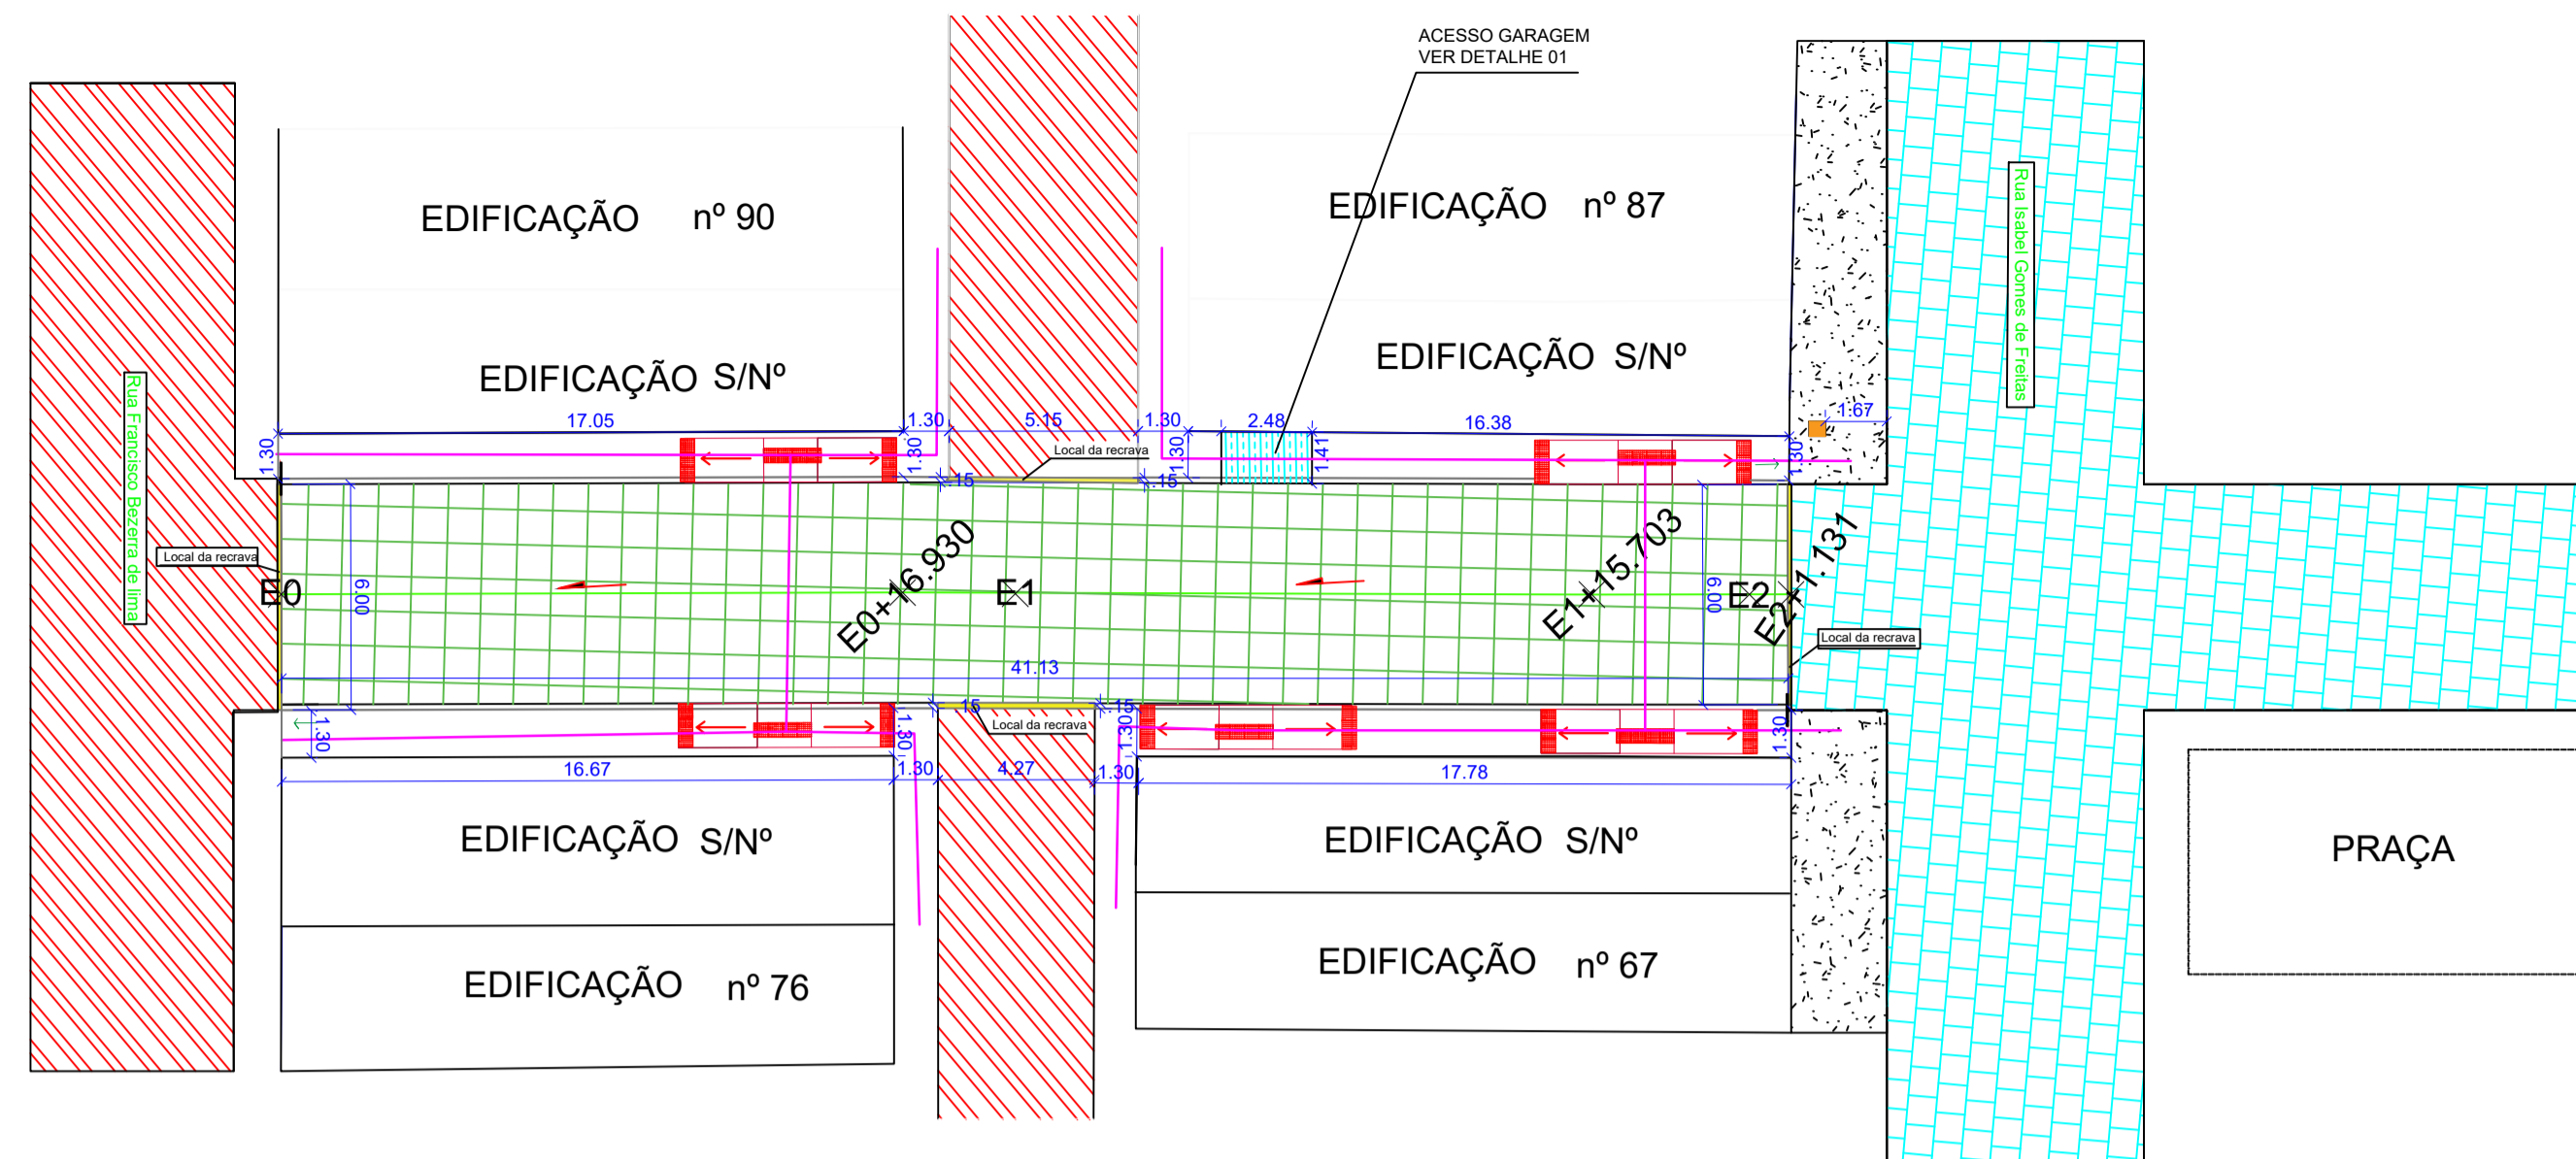 ACESSO GARAGEM
VER DETALHE 01
EDIFICAÇÃO nº 90
EDIFICAÇÃO nº 87
Rua Isabel Gomes de Freitas
EDIFICAÇÃO S/Nº
EDIFICAÇÃO S/Nº
Rua Francisco Bezerra de lima
17.05
1.30
5.15
1.30
2.48
16.38
1.67
1.30
1.30
1.30
1.41
1.30
Local da recrava
.15
.15
Local da recrava
E0
6.00
E0+16.930
E1
E1+15.703
6.00
E2
E2+1.131
Local da recrava
41.13
.15
.15
Local da recrava
1.30
1.30
1.30
1.30
16.67
1.30
4.27
1.30
17.78
EDIFICAÇÃO S/Nº
EDIFICAÇÃO S/Nº
PRAÇA
EDIFICAÇÃO nº 76
EDIFICAÇÃO nº 67